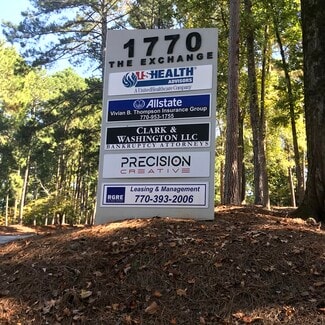 1770
THE EXCHANGE
USHEALTH
ADVISORS
A UnitedHealthcare Company
Allstate
Vivien B. Thompson Insurance Group
770-953-1755
CLARK &
WASHINGTON LLC
BANKRUPTCY ATTORNEYS
PRECISION
CREATIVE
RGRE
Leasing & Management
770-393-2006